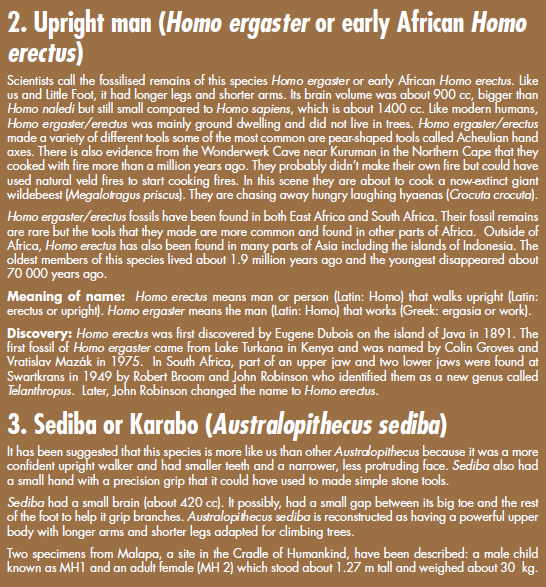 2. Upright man (Homo ergaster or early African Homo
erectus)
Scientists call the fossilised remains of this species Homo ergaster or early African Homo erectus. Like
us and Little Foot, it had longer legs and shorter arms. Its brain volume was about 900 cc, bigger than
Homo naledi but still small compared to Homo sapiens, which is about 1400 cc. Like modern humans,
Homo ergaster/erectus was mainly ground dwelling and did not live in trees. Homo ergaster/erectus
made a variety of different tools some of the most common are pear-shaped tools called Acheulian hand
axes. There is also evidence from the Wonderwerk Cave near Kuruman in the Northern Cape that they
cooked with fire more than a million years ago. They probably didn't make their own fire but could have
used natural veld fires to start cooking fires. In this scene they are about to cook a now-extinct giant
wildebeest (Megalotragus priscus). They are chasing away hungry laughing hyaenas (Crocuta crocuta).
Homo ergaster/erectus fossils have been found in both East Africa and South Africa. Their fossil remains
are rare but the tools that they made are more common and found in other parts of Africa. Outside of
Africa, Homo erectus has also been found in many parts of Asia including the islands of Indonesia. The
oldest members of this species lived about 1.9 million years ago and the youngest disappeared about
70 000 years ago.
Meaning of name: Homo erectus means man or person (Latin: Homo) that walks upright (Latin:
erectus or upright). Homo ergaster means the man (Latin: Homo) that works (Greek: ergasia or work).
Discovery: Homo erectus was first discovered by Eugene Dubois on the island of Java in 1891. The
first fossil of Homo ergaster came from Lake Turkana in Kenya and was named by Colin Groves and
Vratislav Mazák in 1975. In South Africa, part of an upper jaw and two lower jaws were found at
Swartkrans in 1949 by Robert Broom and John Robinson who identified them as a new genus called
Telanthropus. Later, John Robinson changed the name to Homo erectus.
3. Sediba or Karabo (Australopithecus sediba)
It has been suggested that this species is more like us than other Australopithecus because it was a more
confident upright walker and had smaller teeth and a narrower, less protruding face. Sediba also had
a small hand with a precision grip that it could have used to made simple stone tools.
Sediba had a small brain (about 420 cc). It possibly, had a small gap between its big toe and the rest
of the foot to help it grip branches. Australopithecus sediba is reconstructed as having a powerful upper
body with longer arms and shorter legs adapted for climbing trees.
Two specimens from Malapa, a site in the Cradle of Humankind, have been described: a male child
known as MH1 and an adult female (MH 2) which stood about 1.27 m tall and weighed about 30 kg.